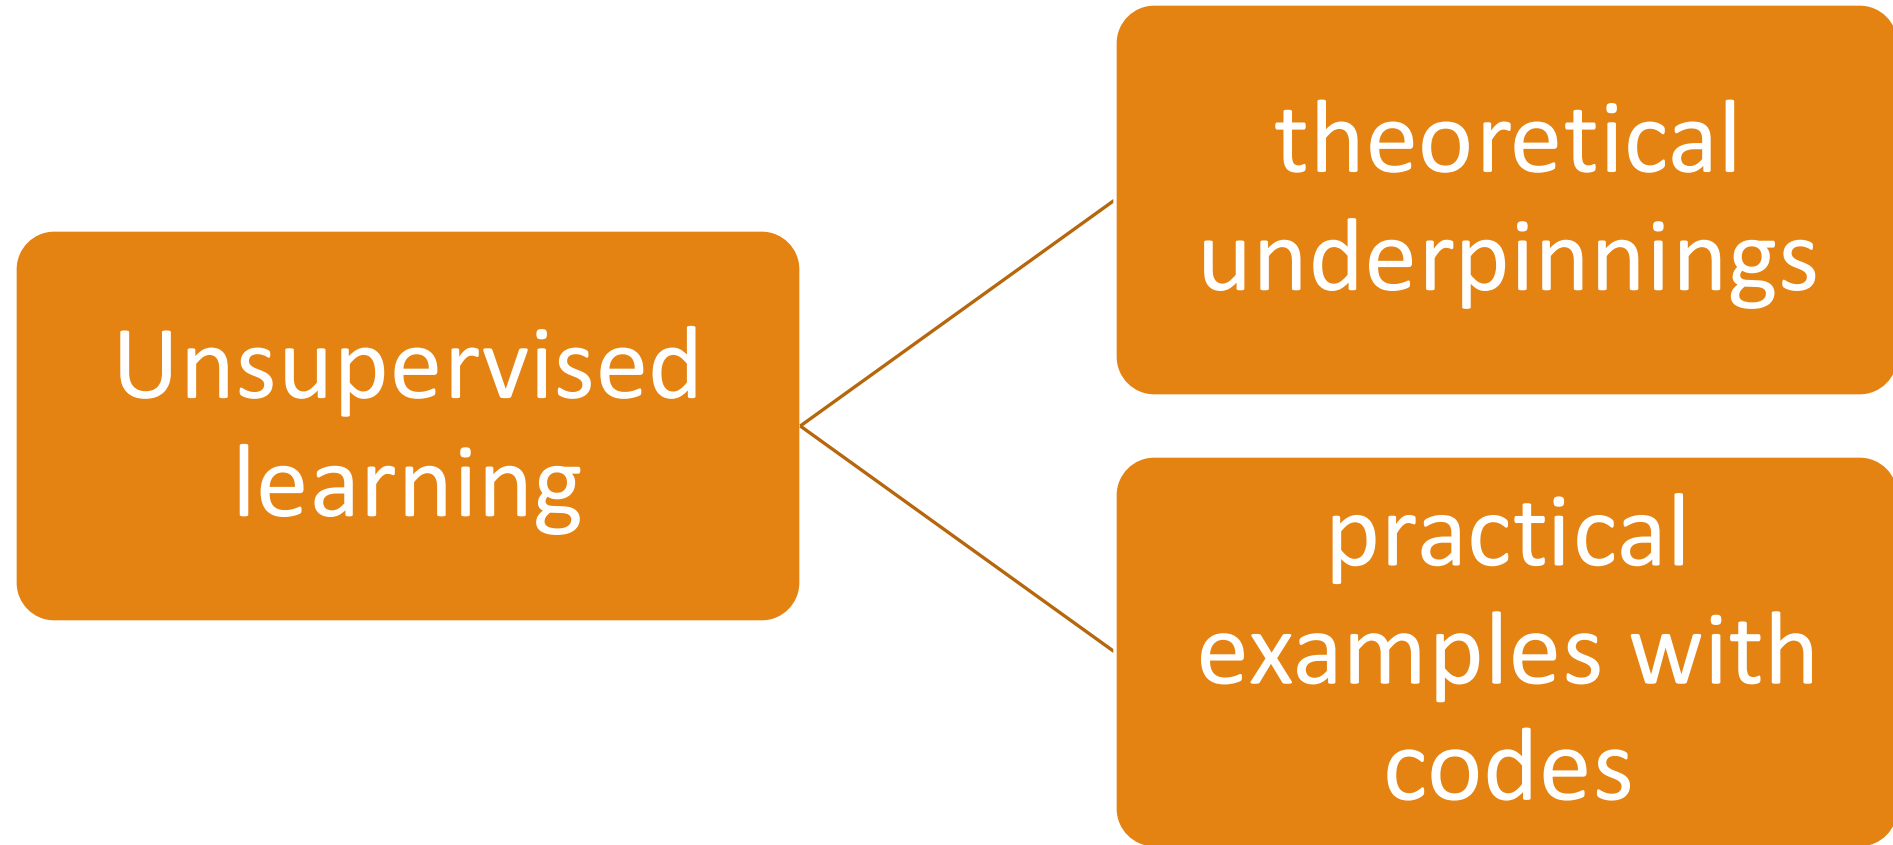 Unsupervised
learning
theoretical
underpinnings
practical
examples with
codes